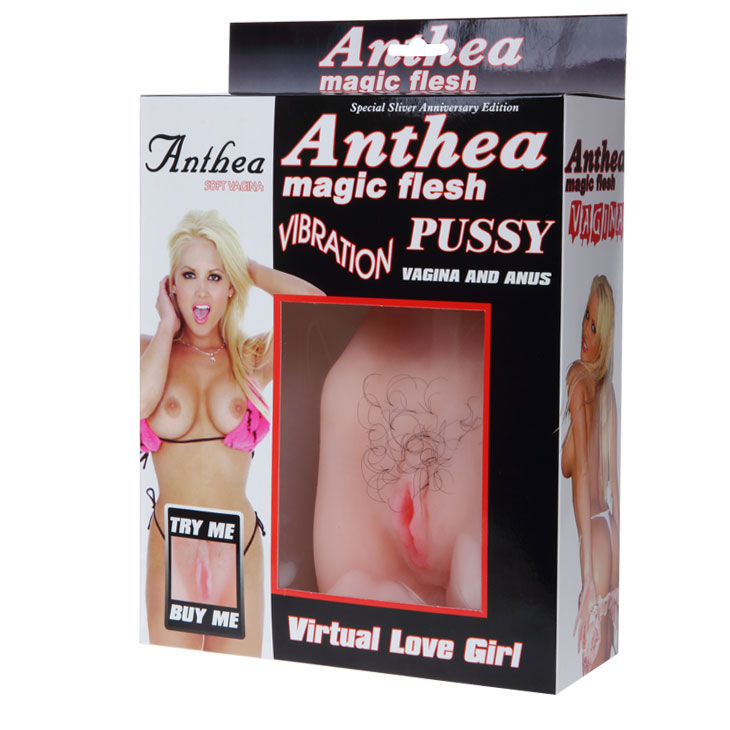 Anthea
magic flesh
Special Sliver Anniversary Edition
Anthea
magic flesh
VIBRATION
PUSSY
VAGINA AND ANUS
Anthea
SOFT VAGINA
TRY ME
BUY ME
Virtual Love Girl
Anthea
magic flesh
VAGINA